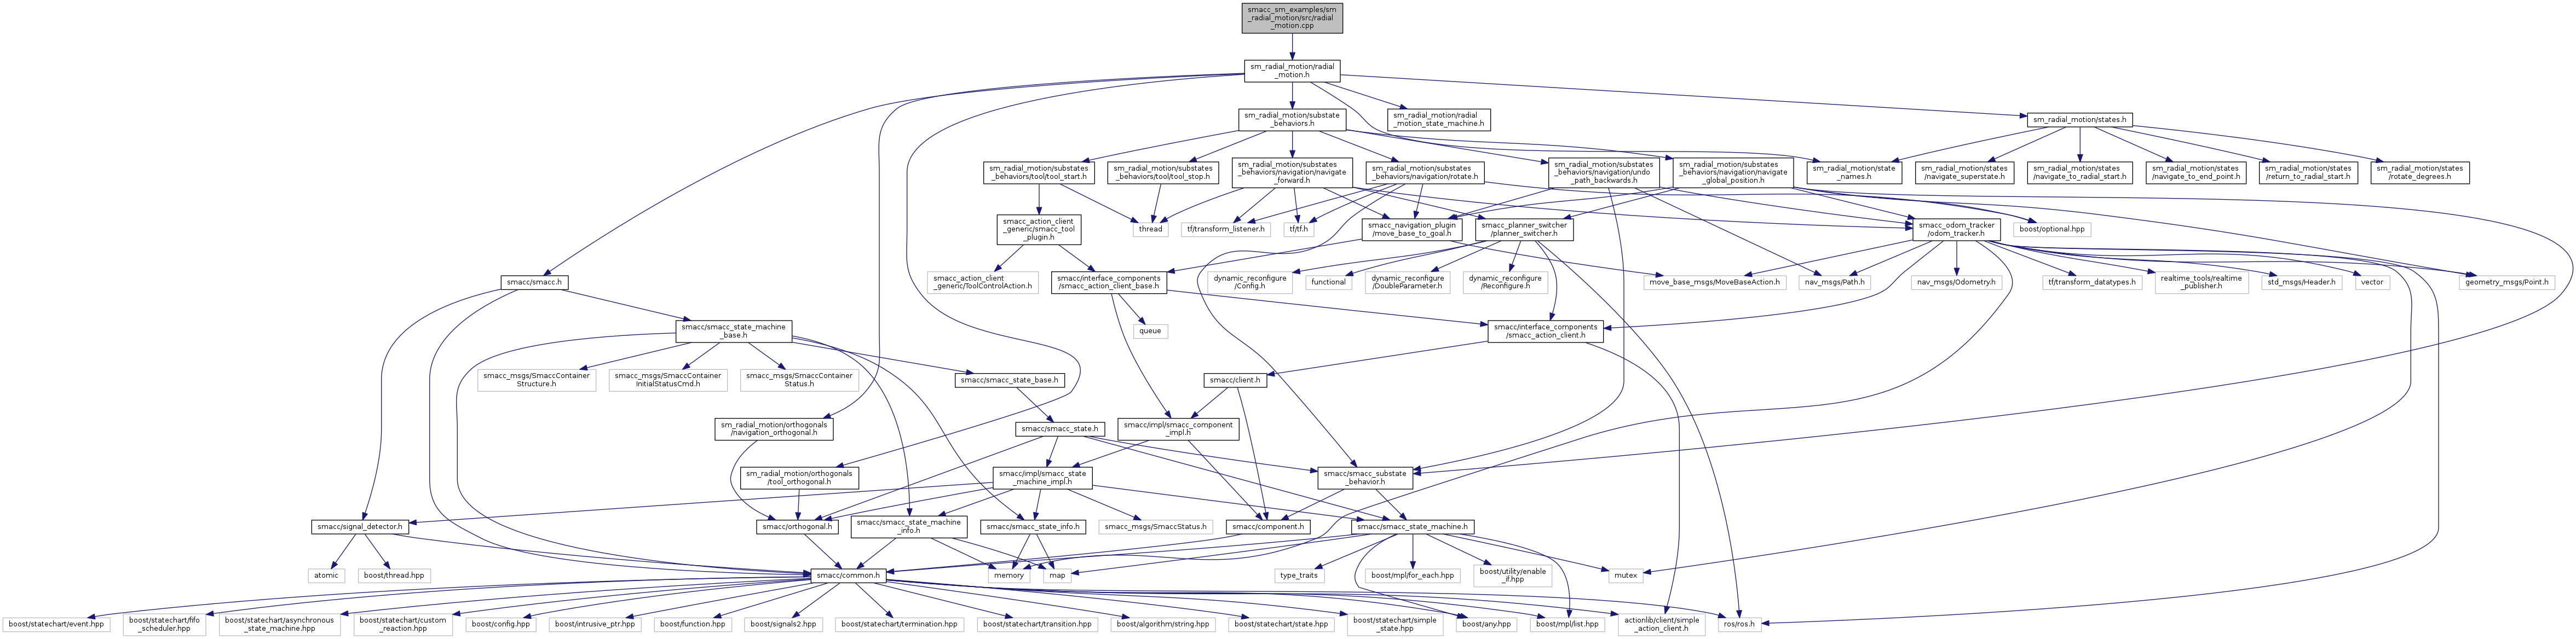 smacc_sm_examples/sm
_radial_motion/src/radial
_motion.cpp
sm_radial_motion/radial
_motion.h
sm_radial_motion/substate
_behaviors.h
sm_radial_motion/radial
_motion_state_machine.h
sm_radial_motion/states.h
sm_radial_motion/substates
_behaviors/tool/tool_start.h
sm_radial_motion/substates
_behaviors/tool/tool_stop.h
sm_radial_motion/substates
_behaviors/navigation/navigate
_forward.h
sm_radial_motion/substates
_behaviors/navigation/rotate.h
sm_radial_motion/substates
_behaviors/navigation/undo
_path_backwards.h
sm_radial_motion/substates
_behaviors/navigation/navigate
_global_position.h
sm_radial_motion/state
_names.h
sm_radial_motion/states
/navigate_superstate.h
sm_radial_motion/states
/navigate_to_radial_start.h
sm_radial_motion/states
/navigate_to_end_point.h
sm_radial_motion/states
/return_to_radial_start.h
sm_radial_motion/states
/rotate_degrees.h
smacc_action_client
_generic/smacc_tool
_plugin.h
thread
tf/transform_listener.h
tf/tf.h
smacc_navigation_plugin
/move_base_to_goal.h
smacc_planner_switcher
/planner_switcher.h
smacc_odom_tracker
/odom_tracker.h
boost/optional.hpp
smacc/smacc.h
smacc_action_client
_generic/ToolControlAction.h
smacc/interface_components
/smacc_action_client_base.h
dynamic_reconfigure
/Config.h
functional
dynamic_reconfigure
/DoubleParameter.h
dynamic_reconfigure
/Reconfigure.h
move_base_msgs/MoveBaseAction.h
nav_msgs/Path.h
nav_msgs/Odometry.h
tf/transform_datatypes.h
realtime_tools/realtime
_publisher.h
std_msgs/Header.h
vector
geometry_msgs/Point.h
smacc/smacc_state_machine
_base.h
queue
smacc/interface_components
/smacc_action_client.h
smacc_msgs/SmaccContainer
Structure.h
smacc_msgs/SmaccContainer
InitialStatusCmd.h
smacc_msgs/SmaccContainer
Status.h
smacc/smacc_state_base.h
smacc/client.h
sm_radial_motion/orthogonals
/navigation_orthogonal.h
smacc/smacc_state.h
smacc/impl/smacc_component
_impl.h
sm_radial_motion/orthogonals
/tool_orthogonal.h
smacc/impl/smacc_state
_machine_impl.h
smacc/smacc_substate
_behavior.h
smacc/signal_detector.h
smacc/orthogonal.h
smacc/smacc_state_machine
_info.h
smacc/smacc_state_info.h
smacc_msgs/SmaccStatus.h
smacc/component.h
smacc/smacc_state_machine.h
atomic
boost/thread.hpp
smacc/common.h
memory
map
type_traits
boost/mpl/for_each.hpp
boost/utility/enable
_if.hpp
mutex
boost/statechart/event.hpp
boost/statechart/fifo
_scheduler.hpp
boost/statechart/asynchronous
_state_machine.hpp
boost/statechart/custom
_reaction.hpp
boost/config.hpp
boost/intrusive_ptr.hpp
boost/function.hpp
boost/signals2.hpp
boost/statechart/termination.hpp
boost/statechart/transition.hpp
boost/algorithm/string.hpp
boost/statechart/state.hpp
boost/statechart/simple
_state.hpp
boost/any.hpp
boost/mpl/list.hpp
actionlib/client/simple
_action_client.h
ros/ros.h